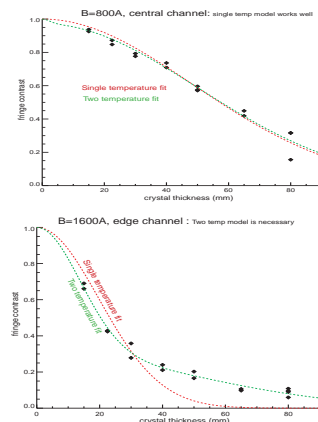 B=800A, central channel: single temp model works well
1.0
0.8
0.6
0.4
0.2
0.0
fringe contrast
Single temperature fit
Two temperature fit
0
20
40
60
80
crystal thickness (mm)
B=1600A, edge channel : Two temp model is necessary
1.0
0.8
0.6
0.4
0.2
0.0
fringe contrast
Single temperature fit
Two temperature fit
0
20
40
60
80
crystal thickness (mm)